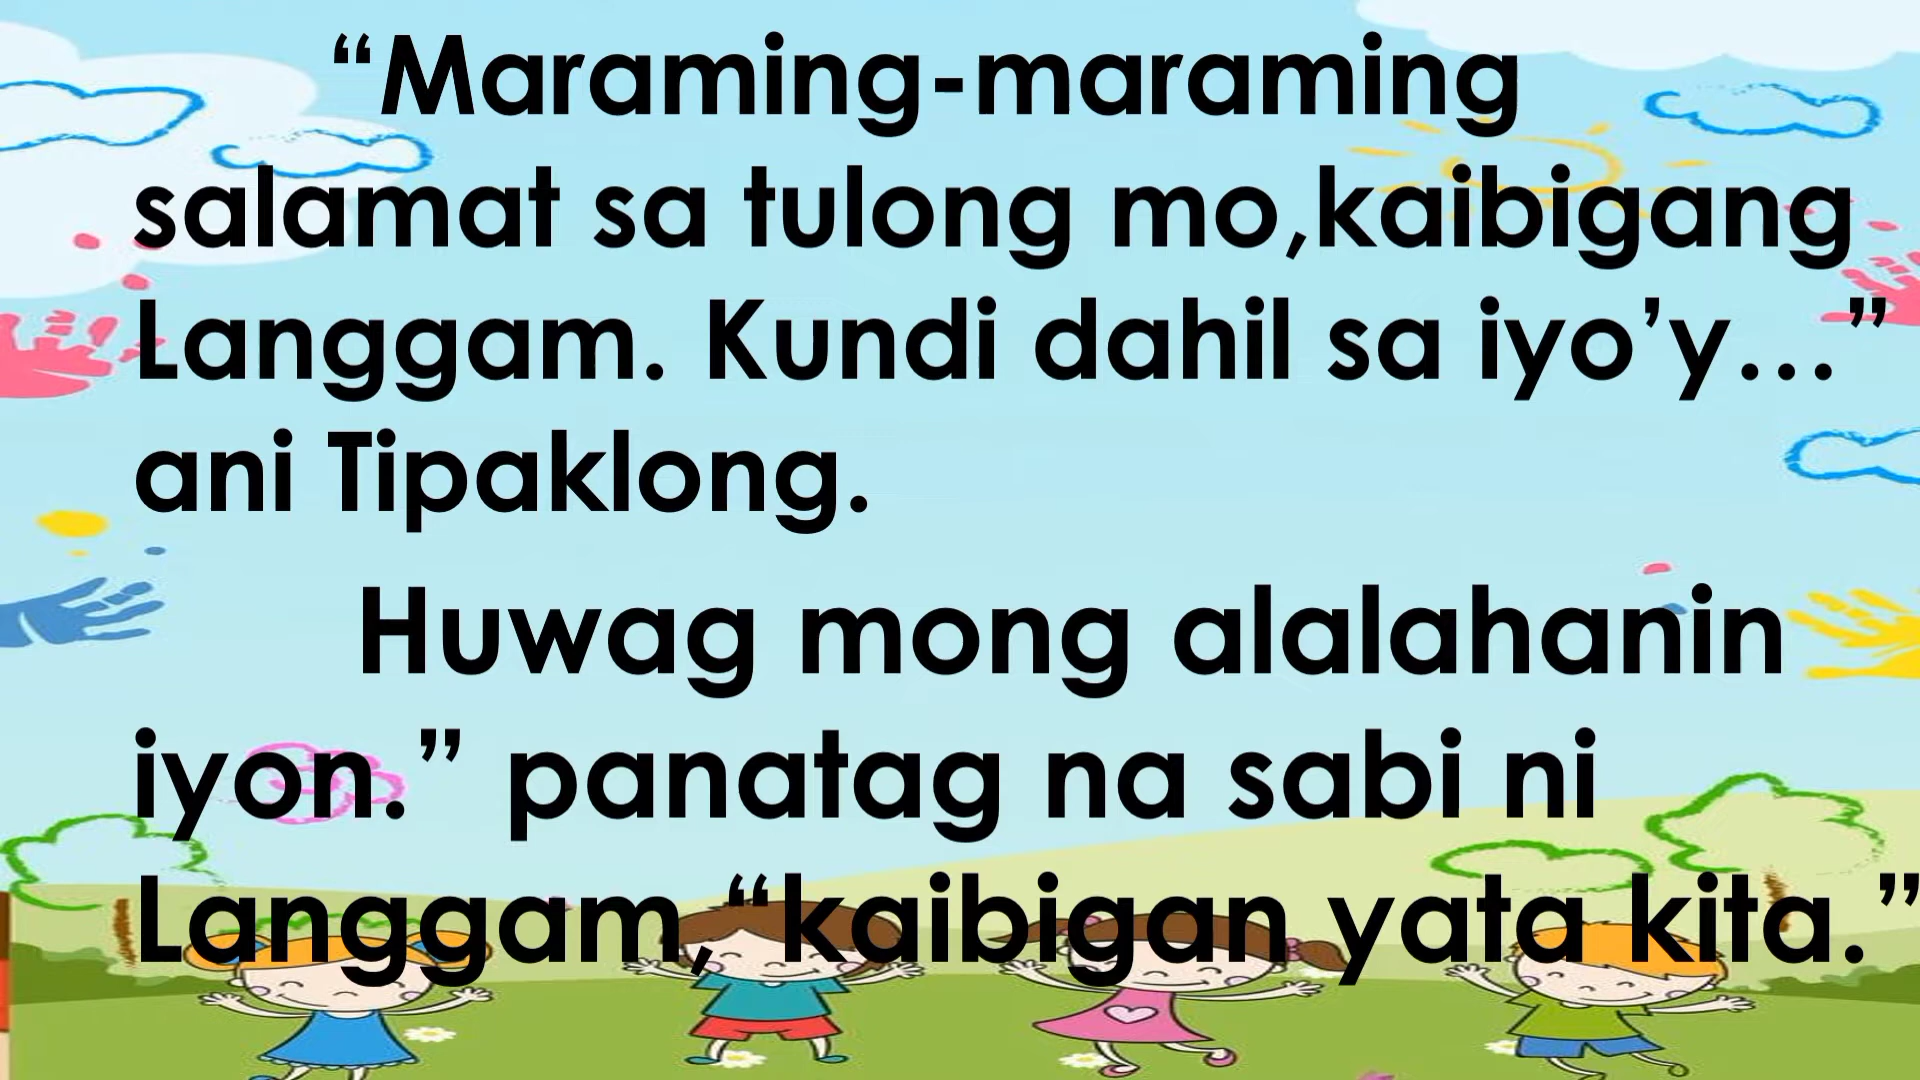 “Maraming-maraming
salamat sa tulong mo,kaibigang
Langgam. Kundi dahil sa iyo’y…”
ani Tipaklong.
Huwag mong alalahanin
iyon.” panatag na sabi ni
Langgam,“kaibigan yata kita.”